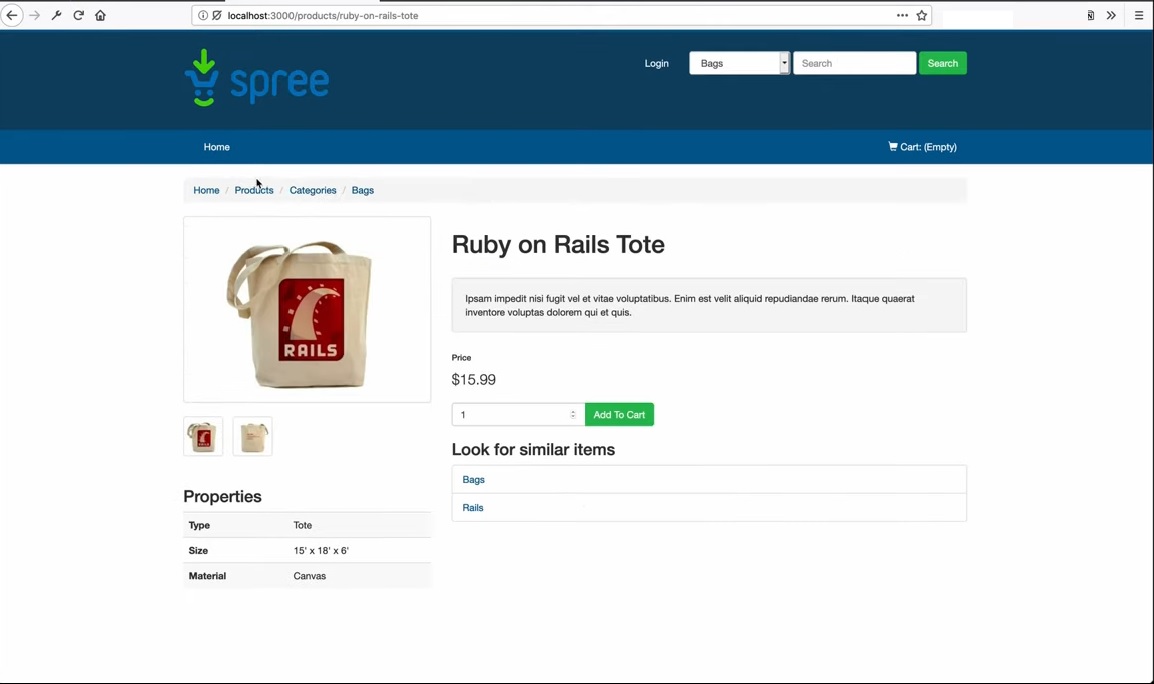 localhost:3000/products/ruby-on-rails-tote
spree
Login
Bags
Search
Search
Home
Cart: (Empty)
Home / Products / Categories / Bags
Ruby on Rails Tote
Ipsam impedit nisi fugit vel et vitae voluptatibus. Enim est velit aliquid repudiandae rerum. Itaque quaerat
inventore voluptas dolorem qui et quis.
RAILS
Price
$15.99
1
Add To Cart
Look for similar items
Bags
Rails
Properties
Type Tote
Size 15' x 18' x 6'
Material Canvas